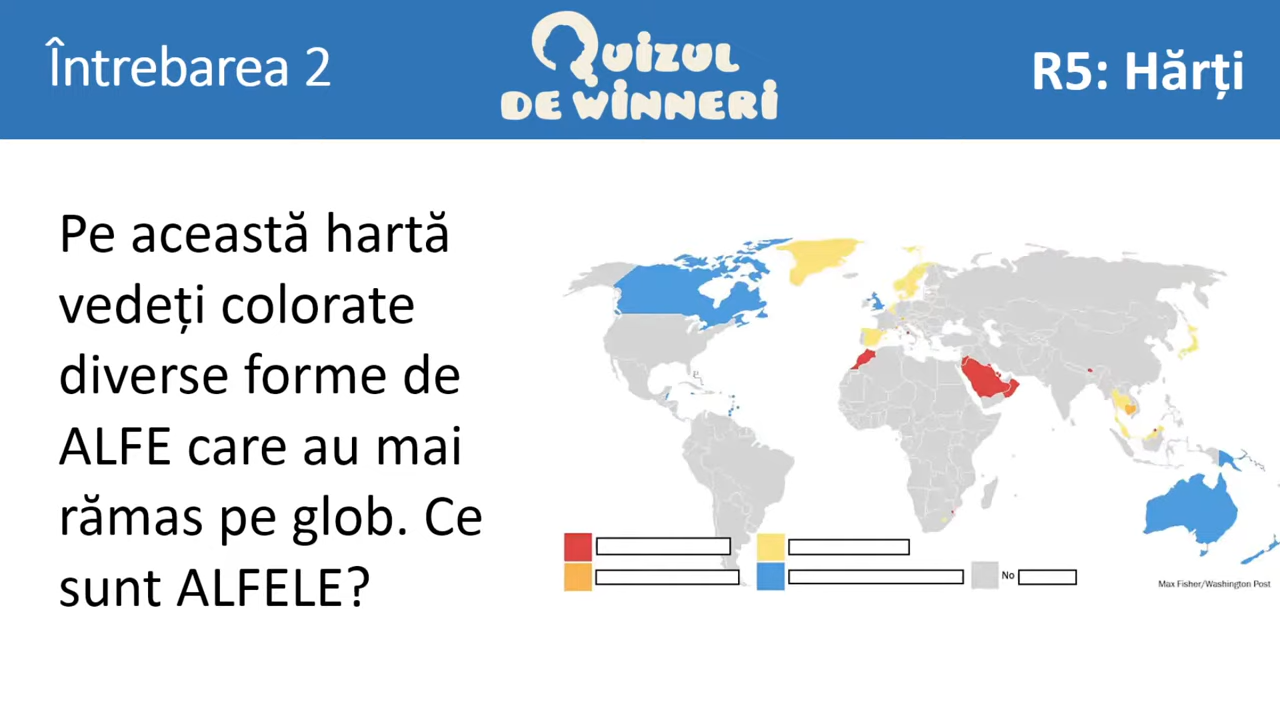 Întrebarea 2
QUIZUL
DE WINNERI
R5: Hărți
Pe această hartă
vedeți colorate
diverse forme de
ALFE care au mai
rămas pe glob. Ce
sunt ALFELE?
No
Max Fisher/Washington Post